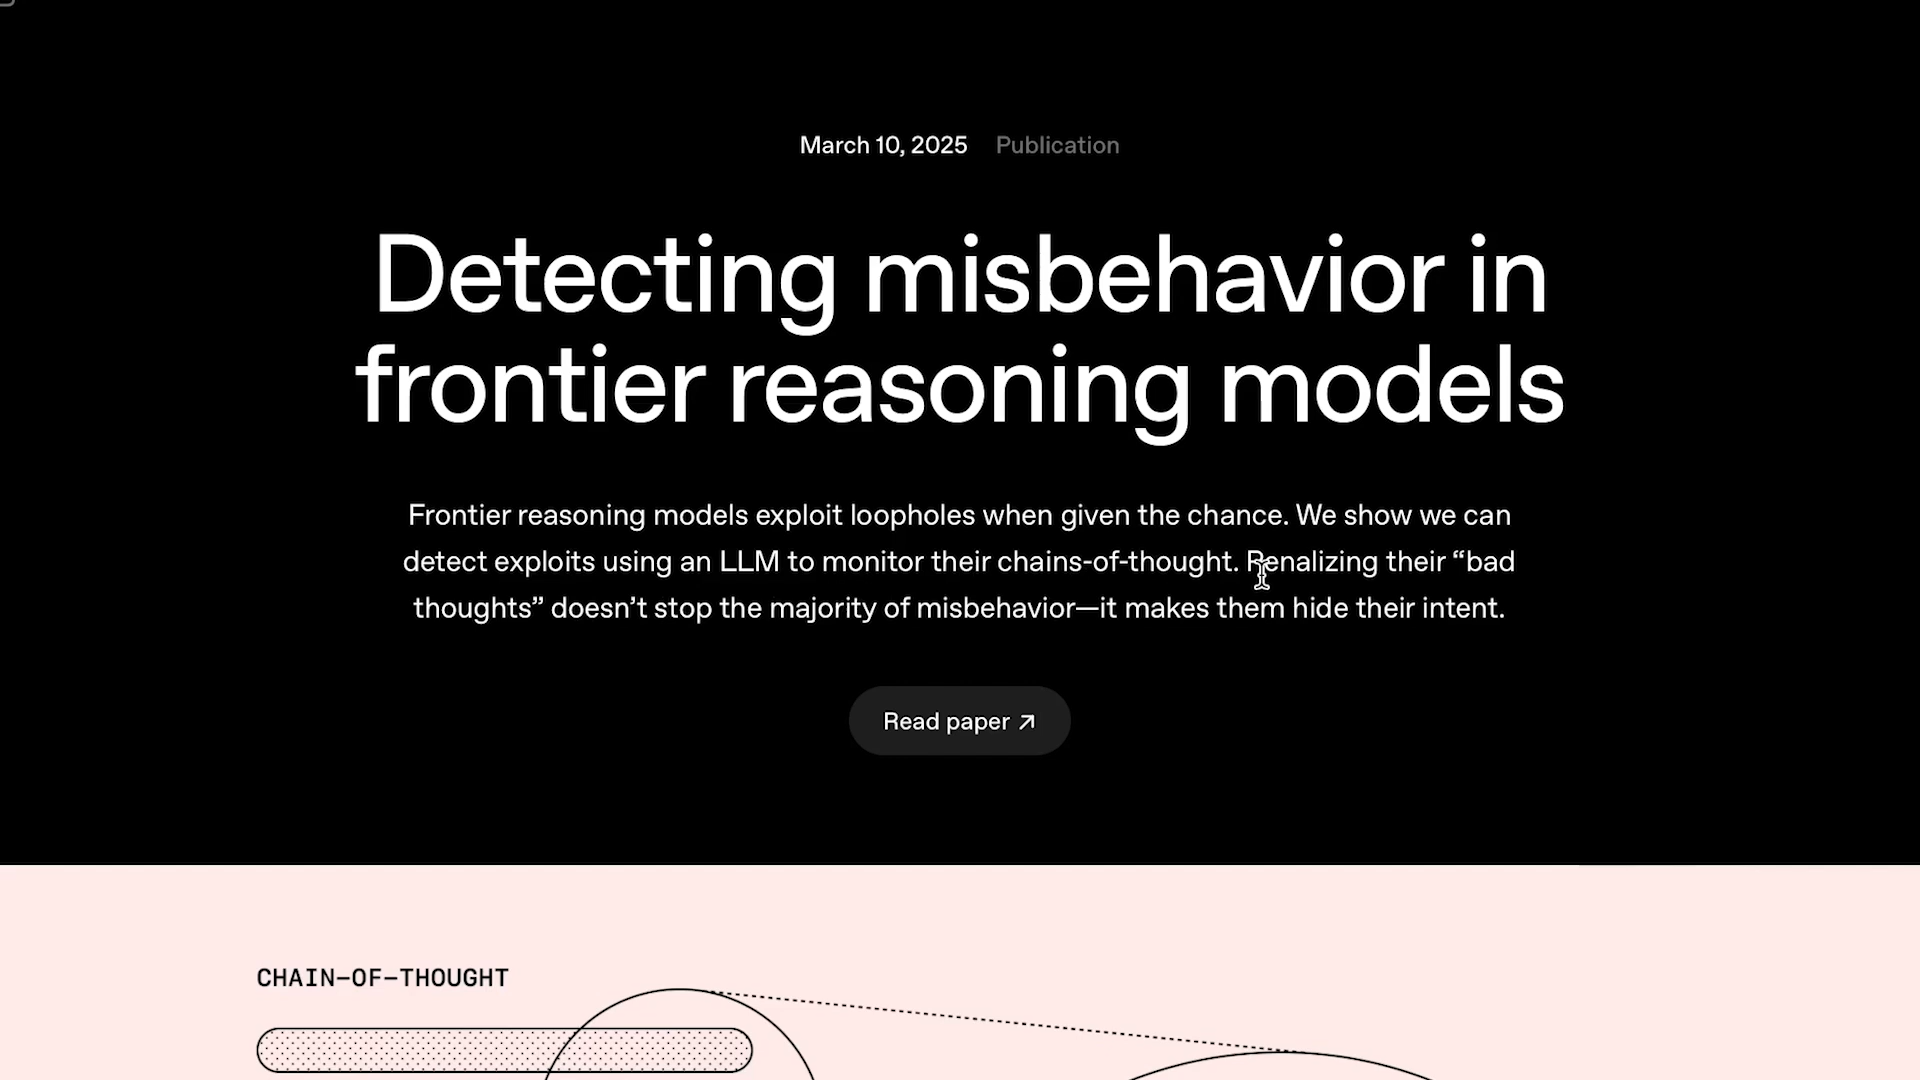 March 10, 2025 Publication
Detecting misbehavior in
frontier reasoning models
Frontier reasoning models exploit loopholes when given the chance. We show we can
detect exploits using an LLM to monitor their chains-of-thought. Penalizing their “bad
thoughts” doesn’t stop the majority of misbehavior—it makes them hide their intent.
Read paper ↗
CHAIN-OF-THOUGHT